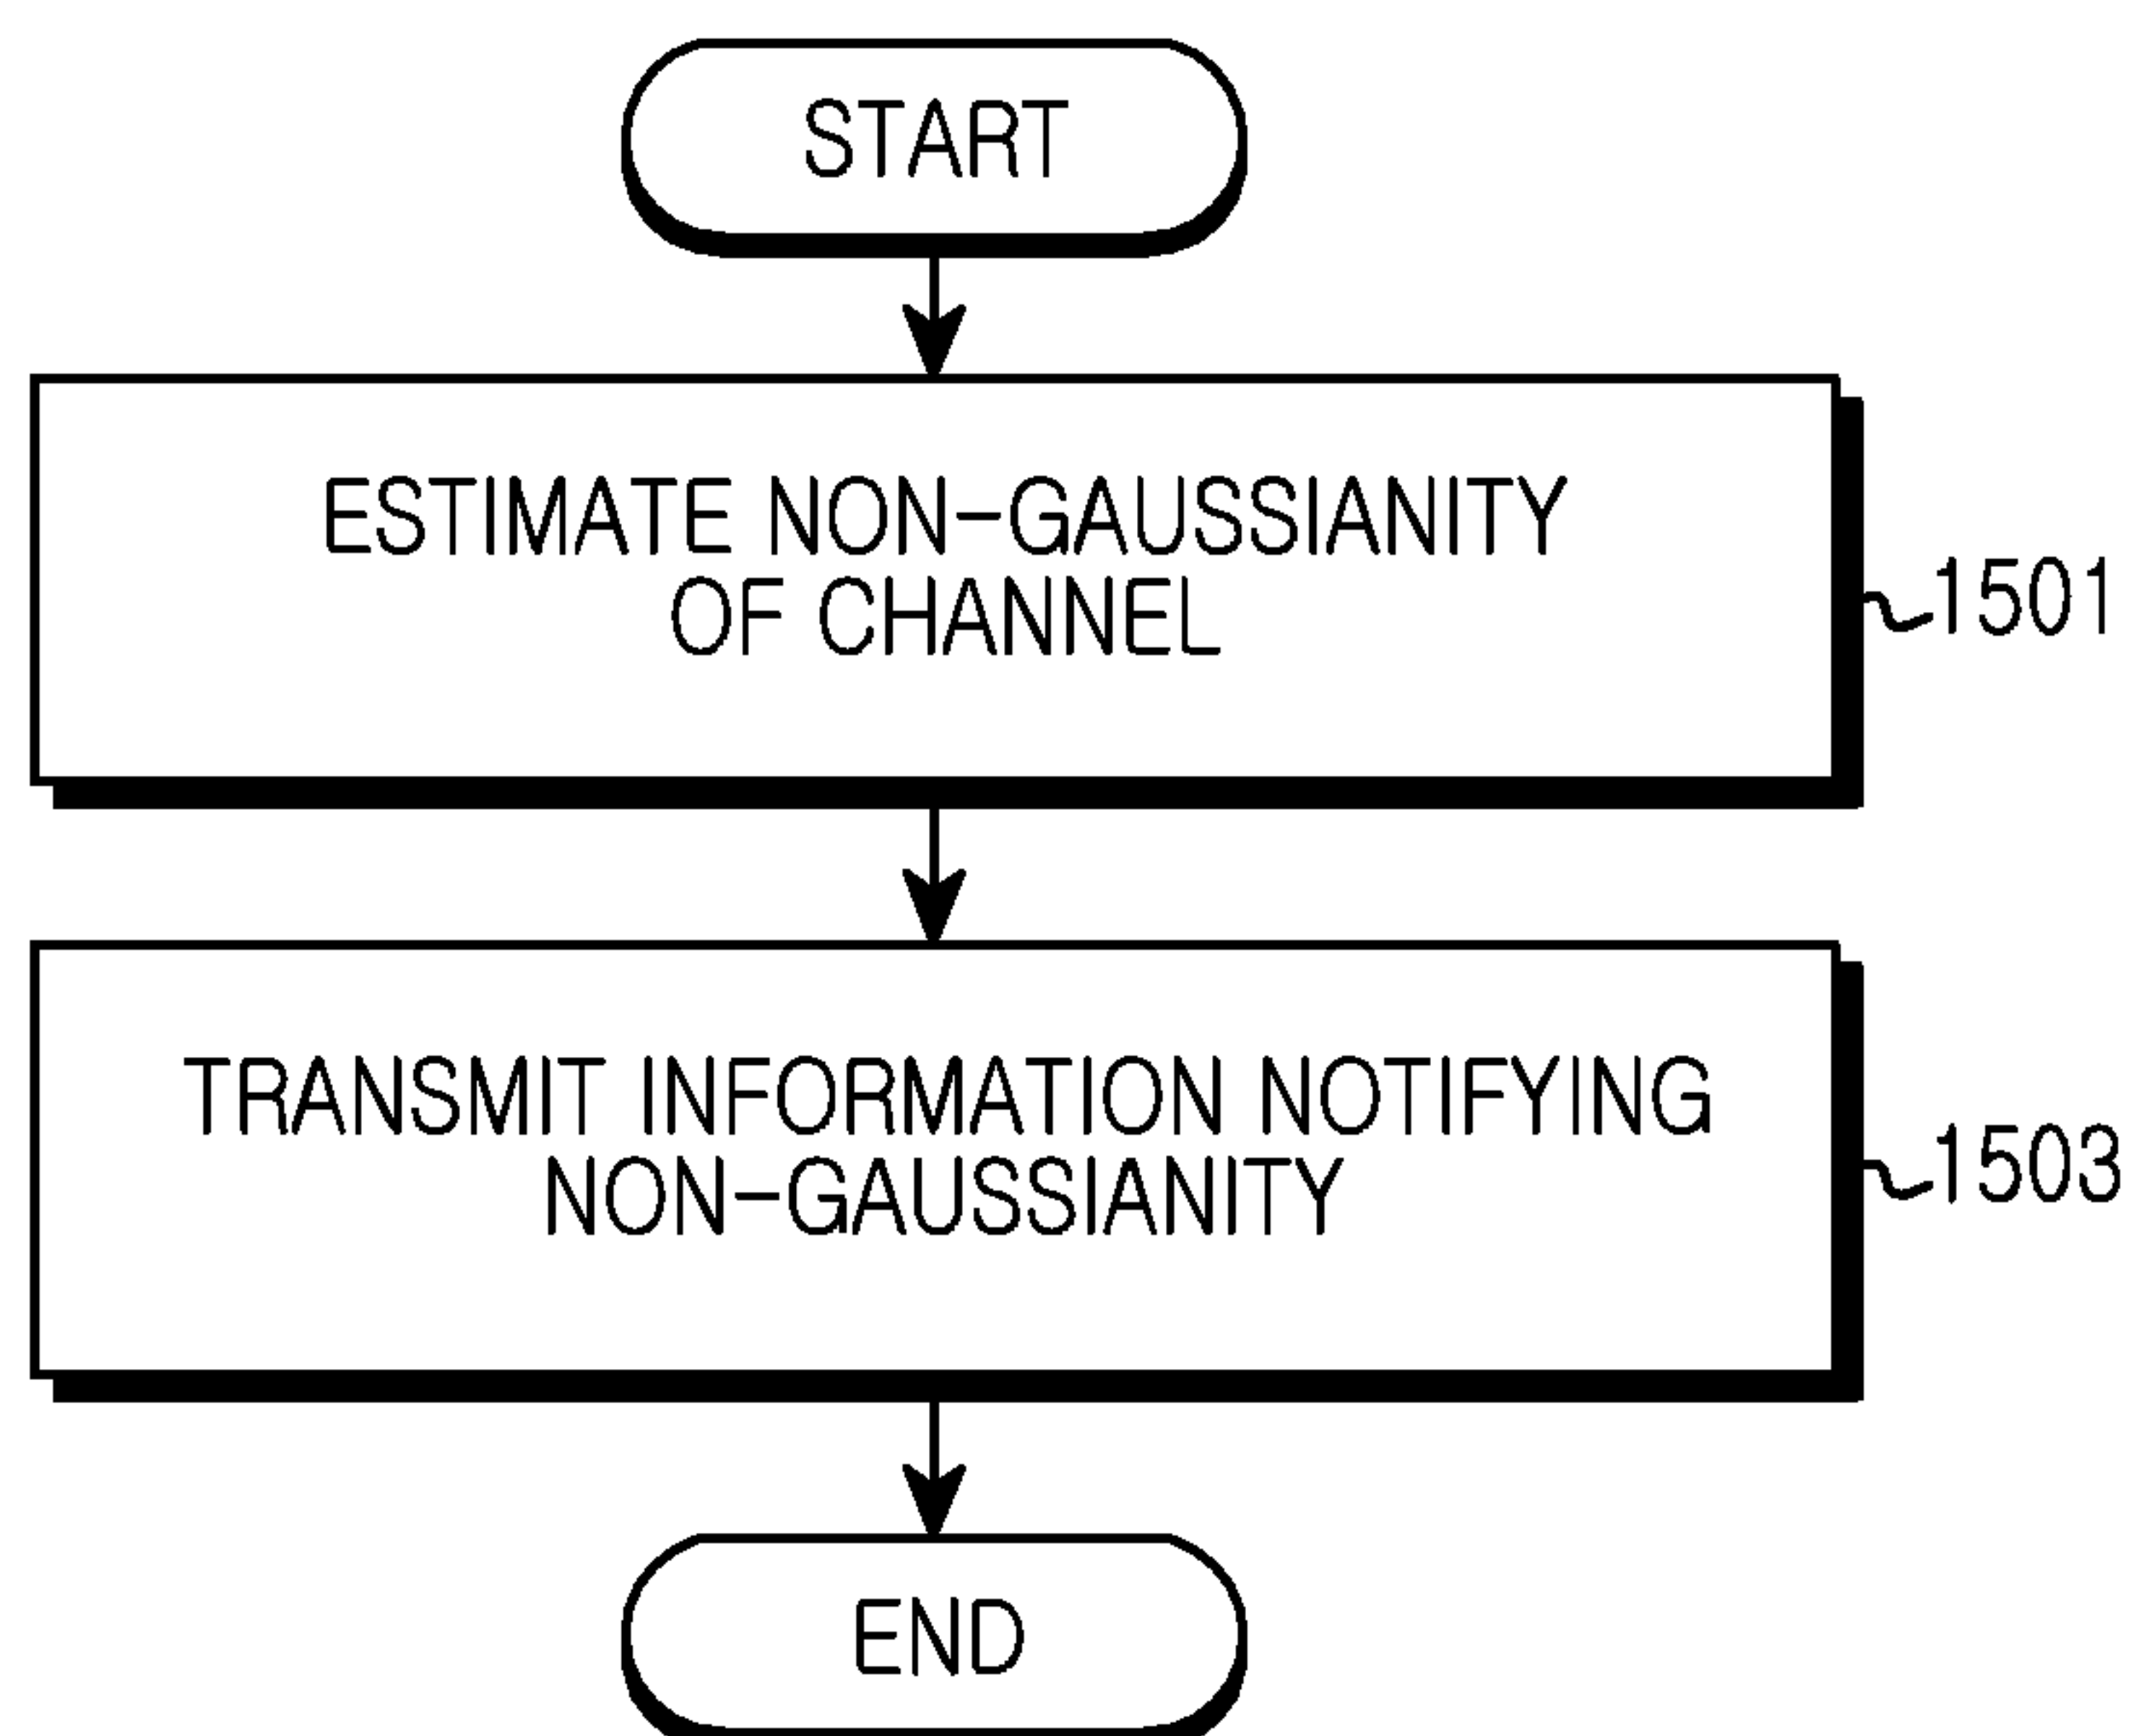 START
ESTIMATE NON-GAUSSIANITY
OF CHANNEL
1501
TRANSMIT INFORMATION NOTIFYING
NON-GAUSSIANITY
1503
END